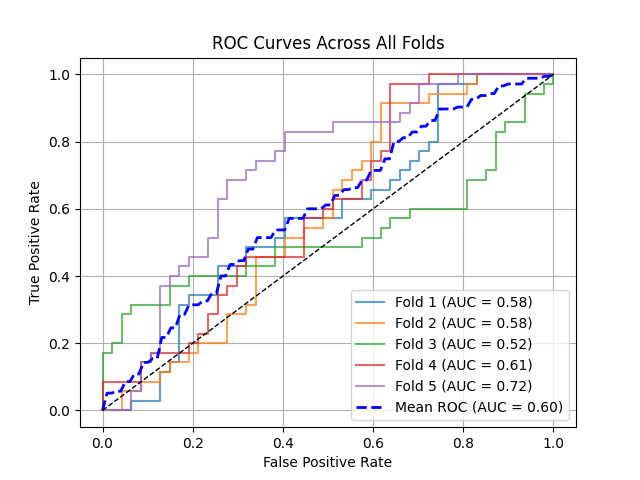 ROC Curves Across All Folds
True Positive Rate
1.0
0.8
0.6
0.4
0.2
0.0
Fold 1 (AUC = 0.58)
Fold 2 (AUC = 0.58)
Fold 3 (AUC = 0.52)
Fold 4 (AUC = 0.61)
Fold 5 (AUC = 0.72)
Mean ROC (AUC = 0.60)
0.0 0.2 0.4 0.6 0.8 1.0
False Positive Rate